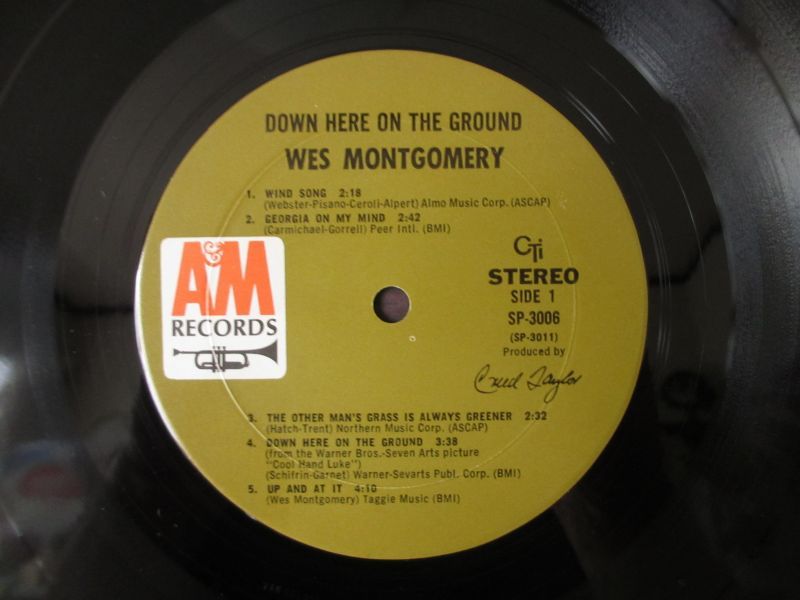 DOWN HERE ON THE GROUND
WES MONTGOMERY
1. WIND SONG 2:18
(Webster-Pisano-Ceroli-Alpert) Almo Music Corp. (ASCAP)
2. GEORGIA ON MY MIND 2:42
(Carmichael-Gorrell) Peer Intl. (BMI)
A&M
RECORDS
CTi
STEREO
SIDE 1
SP-3006
(SP-3011)
Produced by
Creed Taylor
3. THE OTHER MAN'S GRASS IS ALWAYS GREENER 2:32
(Hatch-Trent) Northern Music Corp. (ASCAP)
4. DOWN HERE ON THE GROUND 3:38
(from the Warner Bros.-Seven Arts picture
"Cool Hand Luke")
(Schifrin-Garnet) Warner-Sevarts Publ. Corp. (BMI)
5. UP AND AT IT 4:10
(Wes Montgomery) Taggie Music (BMI)